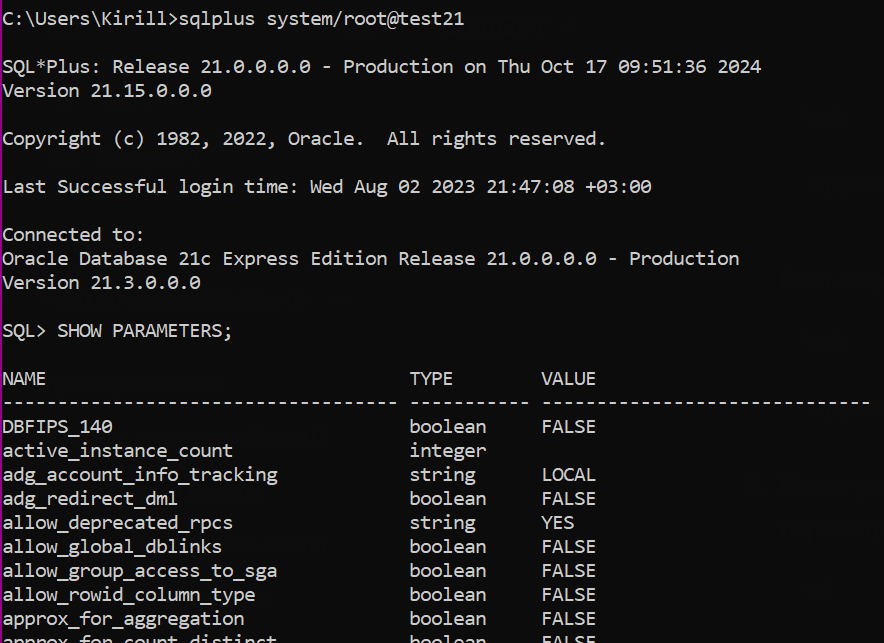 C:\Users\Kirill>sqlplus system/root@test21
SQL*Plus: Release 21.0.0.0.0 - Production on Thu Oct 17 09:51:36 2024
Version 21.15.0.0.0
Copyright (c) 1982, 2022, Oracle.  All rights reserved.
Last Successful login time: Wed Aug 02 2023 21:47:08 +03:00
Connected to:
Oracle Database 21c Express Edition Release 21.0.0.0.0 - Production
Version 21.3.0.0.0
SQL> SHOW PARAMETERS;
NAME                                 TYPE        VALUE
------------------------------------ ----------- ------------------------------
DBFIPS_140                           boolean     FALSE
active_instance_count                integer
adg_account_info_tracking            string      LOCAL
adg_redirect_dml                     boolean     FALSE
allow_deprecated_rpcs                string      YES
allow_global_dblinks                 boolean     FALSE
allow_group_access_to_sga            boolean     FALSE
allow_rowid_column_type              boolean     FALSE
approx_for_aggregation               boolean     FALSE
approx_for_count_distinct            boolean     FALSE